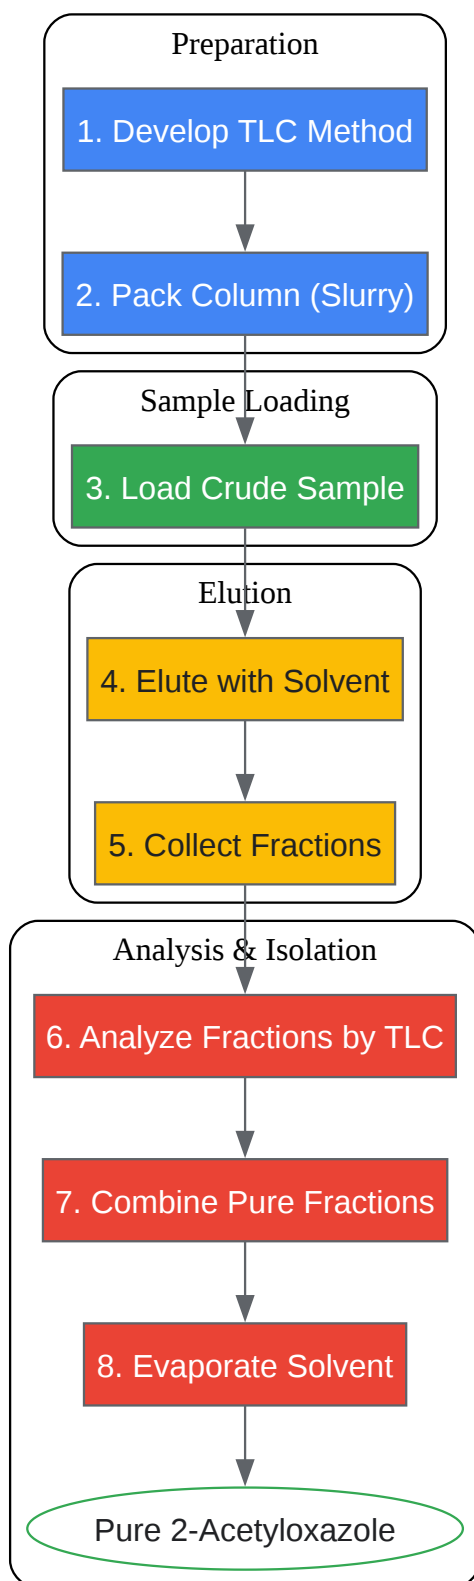 Preparation
1. Develop TLC Method
2. Pack Column (Slurry)
Sample Loading
3. Load Crude Sample
Elution
4. Elute with Solvent
5. Collect Fractions
Analysis & Isolation
6. Analyze Fractions by TLC
7. Combine Pure Fractions
8. Evaporate Solvent
Pure 2-Acetyloxazole